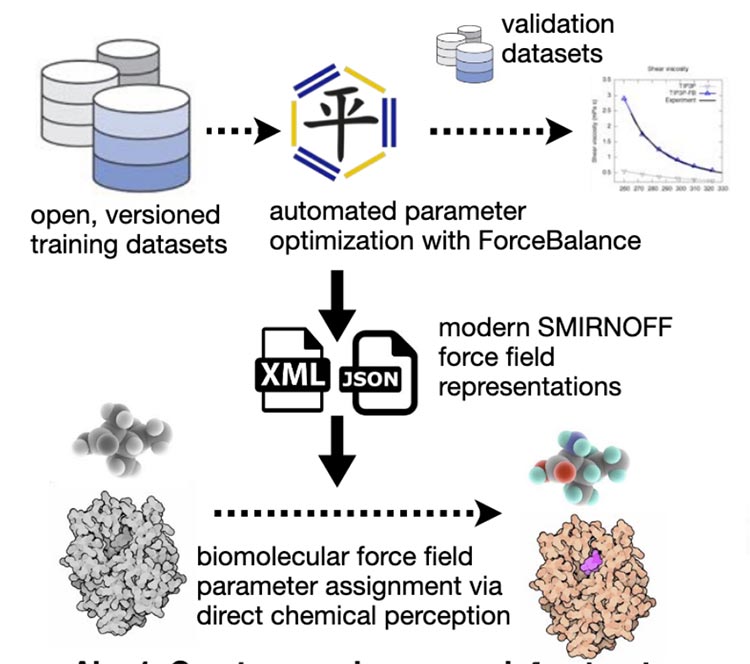 validation
datasets
Shear viscosity
TIP3P
TIP3P-FB
Experiment
Shear viscosity (mPa s)
3.5
3
2.5
2
1.5
1
0.5
260 270 280 290 300 310 320 330
平
open, versioned
training datasets
automated parameter
optimization with ForceBalance
XML
JSON
modern SMIRNOFF
force field
representations
biomolecular force field
parameter assignment via
direct chemical perception